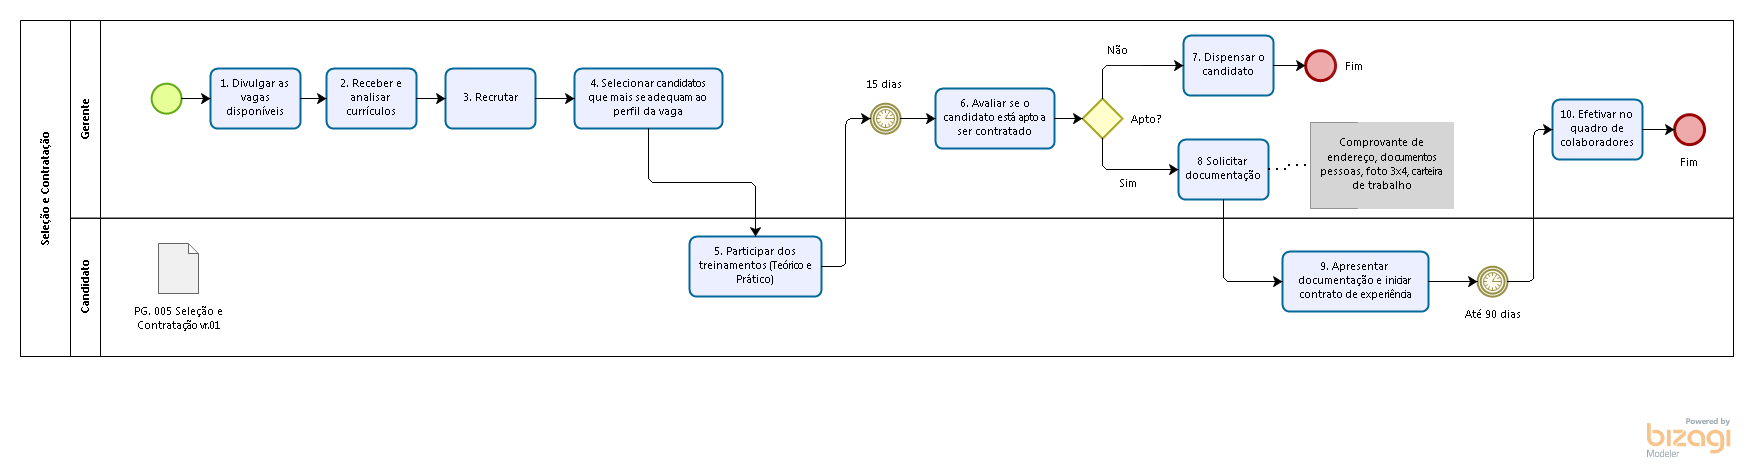 Seleção e Contratação
Gerente
1. Divulgar as
vagas
disponíveis
2. Receber e
analisar
currículos
3. Recrutar
4. Selecionar candidatos
que mais se adequam ao
perfil da vaga
15 dias
6. Avaliar se o
candidato está apto a
ser contratado
Apto?
Não
7. Dispensar o
candidato
Fim
Sim
8 Solicitar
documentação
Comprovante de
endereço, documentos
pessoas, foto 3x4, carteira
de trabalho
10. Efetivar no
quadro de
colaboradores
Fim
Candidato
PG. 005 Seleção e
Contratação vr.01
5. Participar dos
treinamentos (Teórico e
Prático)
9. Apresentar
documentação e iniciar
contrato de experiência
Até 90 dias
Powered by
bizagi
Modeler